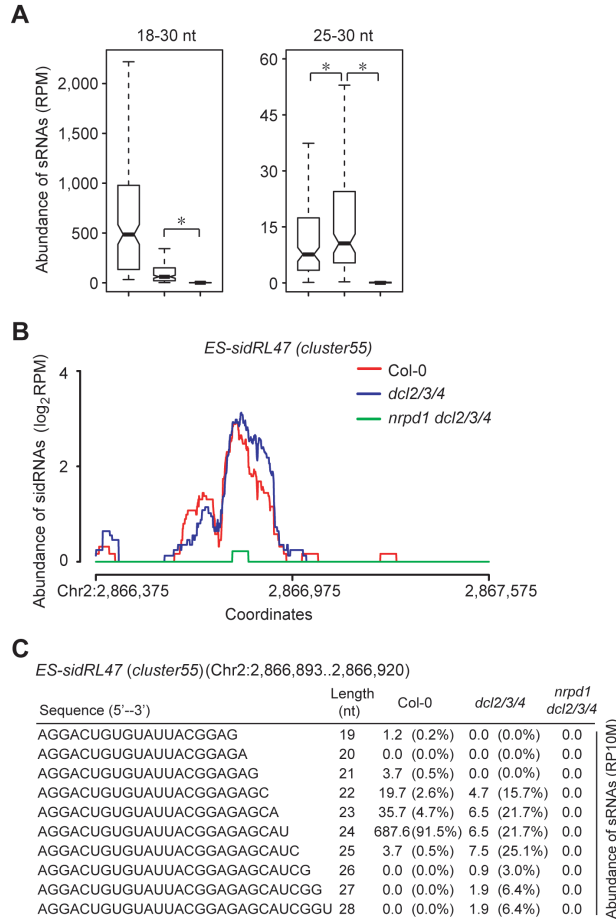 A
18-30 nt
25-30 nt
Abundance of sRNAs (RPM)
2,000
1,000
500
0
60
45
30
15
0
*
*
*
B
ES-sidRL47 (cluster55)
Abundance of sidRNAs (log2RPM)
4
2
0
Col-0
dcl2/3/4
nrpd1 dcl2/3/4
Chr2:2,866,375
2,866,975
2,867,575
Coordinates
C
ES-sidRL47 (cluster55)(Chr2:2,866,893..2,866,920)
Sequence (5'--3') Length (nt) Col-0 dcl2/3/4 nrpd1 dcl2/3/4
AGGACUGUGUAUUACGGAG 19 1.2 (0.2%) 0.0 (0.0%) 0.0
AGGACUGUGUAUUACGGAGA 20 0.0 (0.0%) 0.0 (0.0%) 0.0
AGGACUGUGUAUUACGGAGAG 21 3.7 (0.5%) 0.0 (0.0%) 0.0
AGGACUGUGUAUUACGGAGAGC 22 19.7 (2.6%) 4.7 (15.7%) 0.0
AGGACUGUGUAUUACGGAGAGCA 23 35.7 (4.7%) 6.5 (21.7%) 0.0
AGGACUGUGUAUUACGGAGAGCAU 24 687.6 (91.5%) 6.5 (21.7%) 0.0
AGGACUGUGUAUUACGGAGAGCAUC 25 3.7 (0.5%) 7.5 (25.1%) 0.0
AGGACUGUGUAUUACGGAGAGCAUCG 26 0.0 (0.0%) 0.9 (3.0%) 0.0
AGGACUGUGUAUUACGGAGAGCAUCGG 27 0.0 (0.0%) 1.9 (6.4%) 0.0
AGGACUGUGUAUUACGGAGAGCAUCGGU 28 0.0 (0.0%) 1.9 (6.4%) 0.0
Abundance of sRNAs (RP10M)